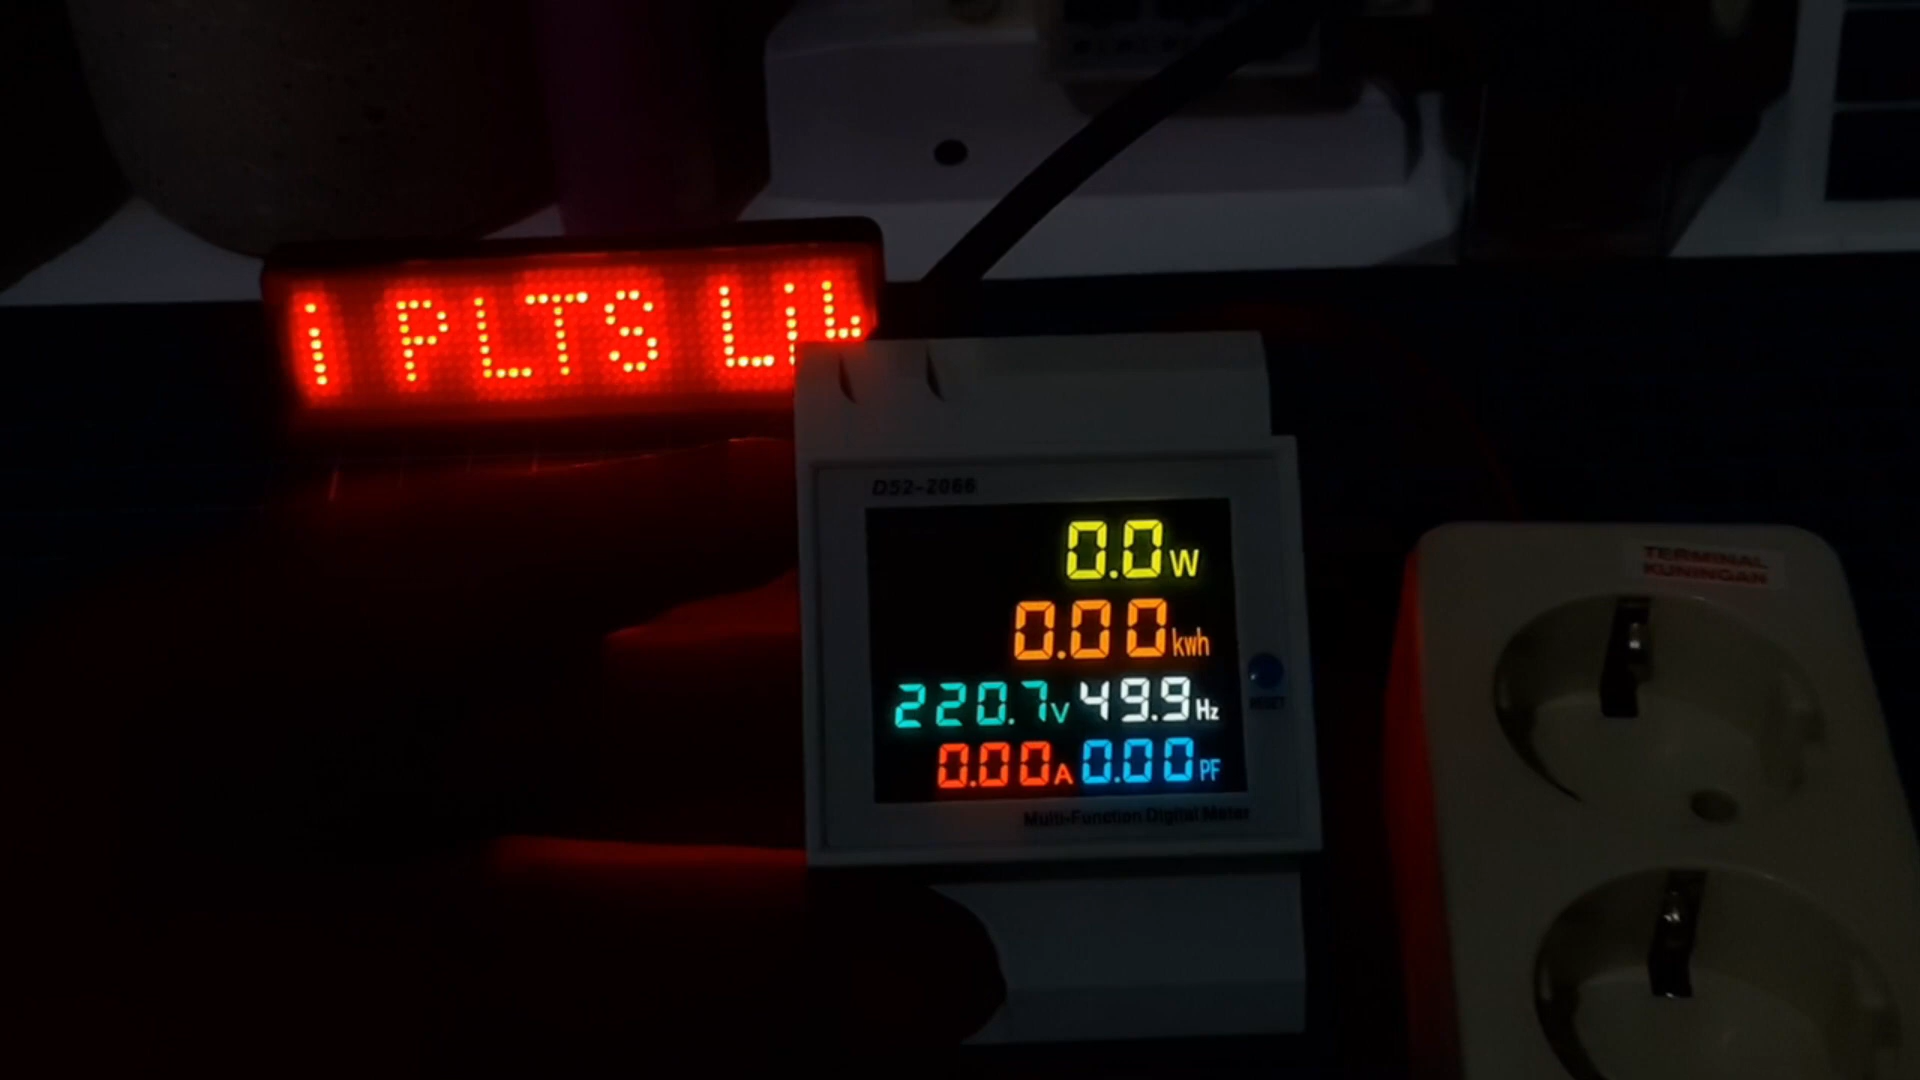 i PLTS Li
D52-2066
0.0W
0.00kwh
220.7V 49.9Hz
0.00A 0.00PF
RESET
Multi-Function Digital Meter
TERMINAL
KUNINGAN